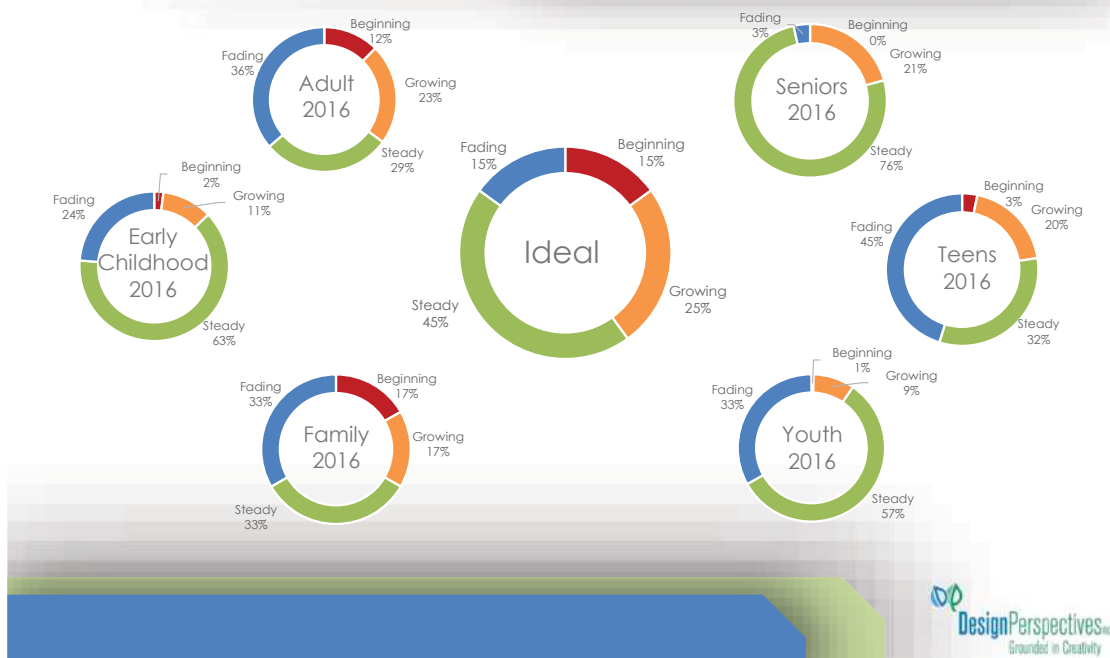 Beginning
12%
Fading
36%
Adult
2016
Growing
23%
Steady
29%
Fading
3%
Beginning
0%
Growing
21%
Seniors
2016
76%
Steady
Beginning
2%
Fading
24%
Growing
11%
Early
Childhood
2016
Steady
63%
Fading
15%
Beginning
15%
Ideal
Steady
45%
Growing
25%
Beginning
3%
Growing
20%
Fading
45%
Teens
2016
Steady
32%
Fading
33%
Beginning
17%
Family
2016
Growing
17%
Steady
33%
Beginning
1%
Growing
9%
Fading
33%
Youth
2016
Steady
57%
DesignPerspectives
Grounded in Creativity